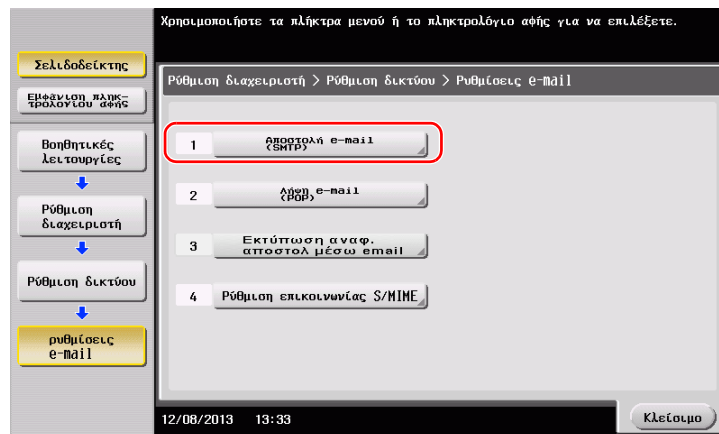 Χρησιμοποιήστε τα πλήκτρα μενού ή το πληκτρολόγιο αφής για να επιλέξετε.
Σελιδοδείκτης
Εμφάνιση πληκ-
τρολογίου αφής
Βοηθητικές
λειτουργίες
Ρύθμιση
διαχειριστή
Ρύθμιση δικτύου
ρυθμίσεις
e-mail
Ρύθμιση διαχειριστή > Ρύθμιση δικτύου > Ρυθμίσεις e-mail
1 Αποστολή e-mail
(SMTP)
2 Λήψη e-mail
(POP)
3 Εκτύπωση αναφ.
αποστολ μέσω email
4 Ρύθμιση επικοινωνίας S/MIME
12/08/2013 13:33
Κλείσιμο